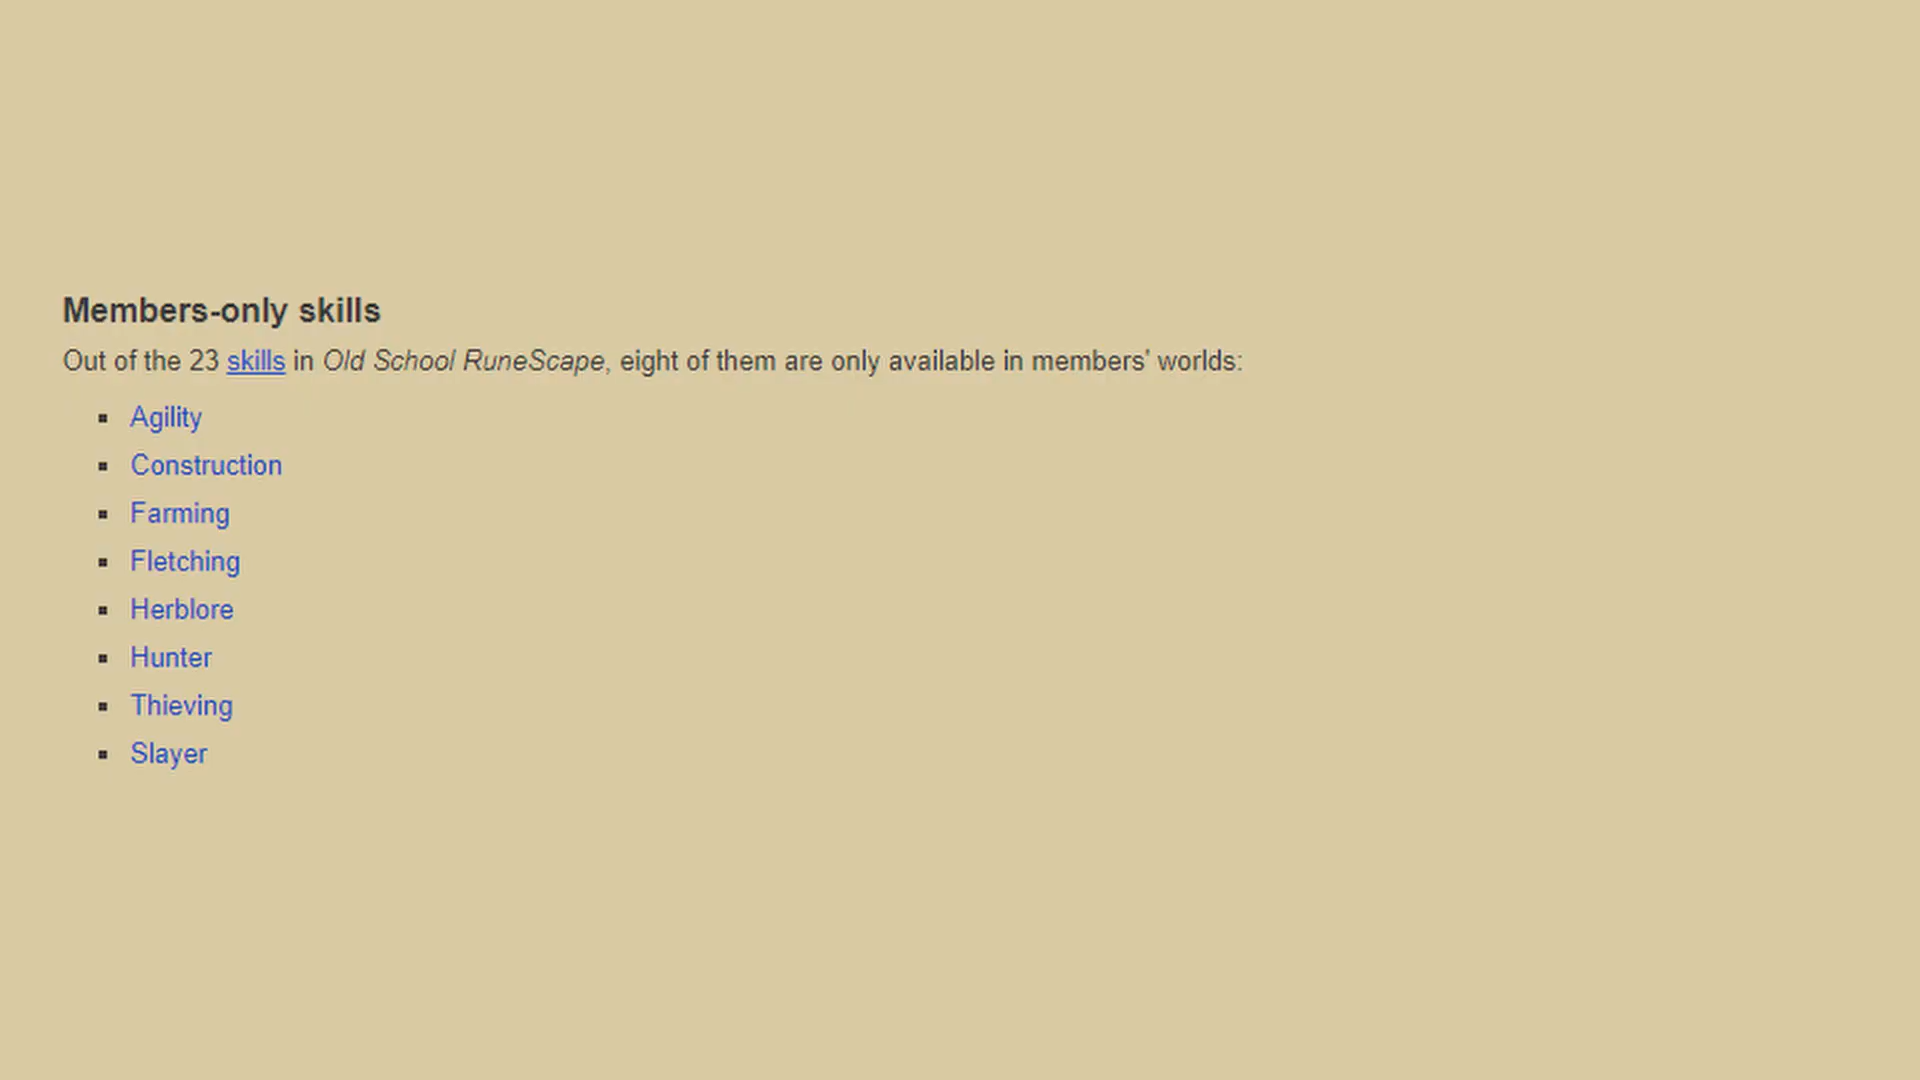 Members-only skills
Out of the 23 skills in Old School RuneScape, eight of them are only available in members' worlds:
Agility
Construction
Farming
Fletching
Herblore
Hunter
Thieving
Slayer